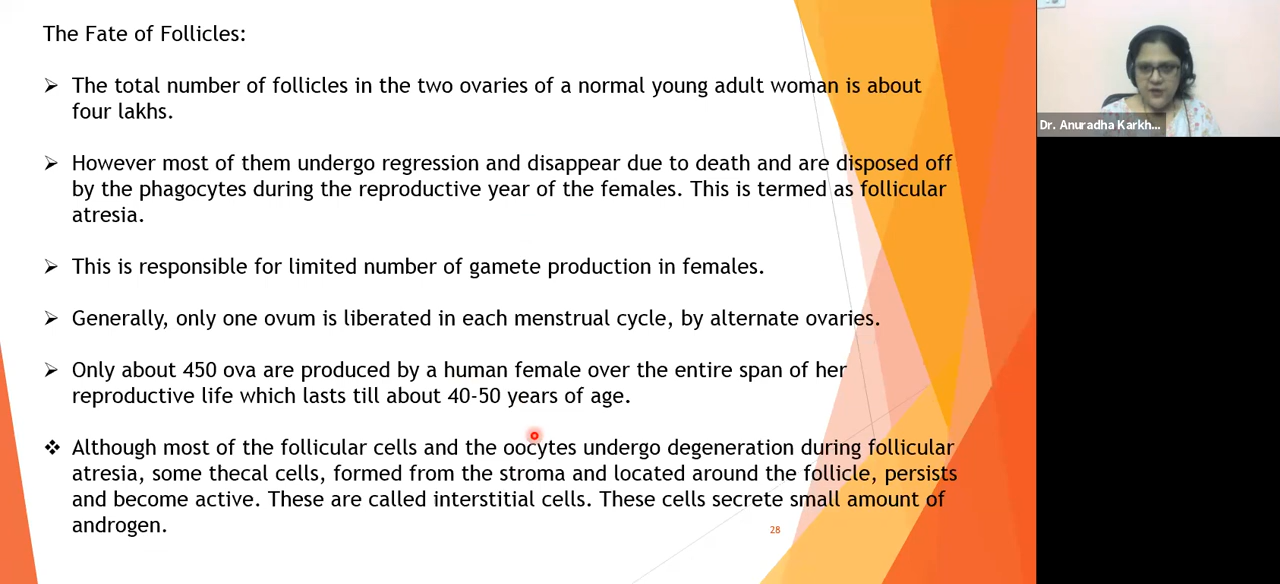 The Fate of Follicles:
➢ The total number of follicles in the two ovaries of a normal young adult woman is about
four lakhs.
➢ However most of them undergo regression and disappear due to death and are disposed off
by the phagocytes during the reproductive year of the females. This is termed as follicular
atresia.
➢ This is responsible for limited number of gamete production in females.
➢ Generally, only one ovum is liberated in each menstrual cycle, by alternate ovaries.
➢ Only about 450 ova are produced by a human female over the entire span of her
reproductive life which lasts till about 40-50 years of age.
❖ Although most of the follicular cells and the oocytes undergo degeneration during follicular
atresia, some thecal cells, formed from the stroma and located around the follicle, persists
and become active. These are called interstitial cells. These cells secrete small amount of
androgen.
28
Dr. Anuradha Karkh...